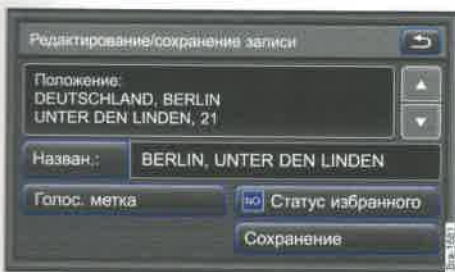 Редактирование/сохранение записи
Положение:
DEUTSCHLAND, BERLIN
UNTER DEN LINDEN, 21
Назван.:
BERLIN, UNTER DEN LINDEN
Голос. метка
NO Статус избранного
Сохранение